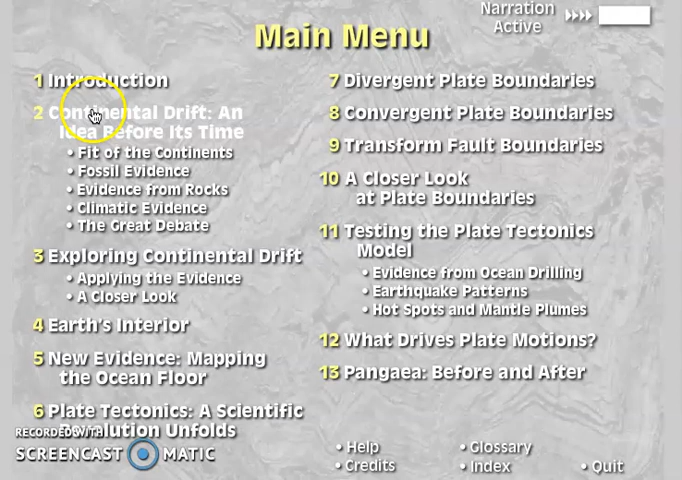 Narration
Active
Main Menu
1 Introduction
2 Continental Drift: An
Idea Before Its Time
• Fit of the Continents
• Fossil Evidence
• Evidence from Rocks
• Climatic Evidence
• The Great Debate
3 Exploring Continental Drift
• Applying the Evidence
• A Closer Look
4 Earth's Interior
5 New Evidence: Mapping
the Ocean Floor
6 Plate Tectonics: A Scientific
Revolution Unfolds
7 Divergent Plate Boundaries
8 Convergent Plate Boundaries
9 Transform Fault Boundaries
10 A Closer Look
at Plate Boundaries
11 Testing the Plate Tectonics
Model
• Evidence from Ocean Drilling
• Earthquake Patterns
• Hot Spots and Mantle Plumes
12 What Drives Plate Motions?
13 Pangaea: Before and After
• Help
• Glossary
• Credits
• Index
• Quit
RECORDED WITH
SCREENCAST MATIC